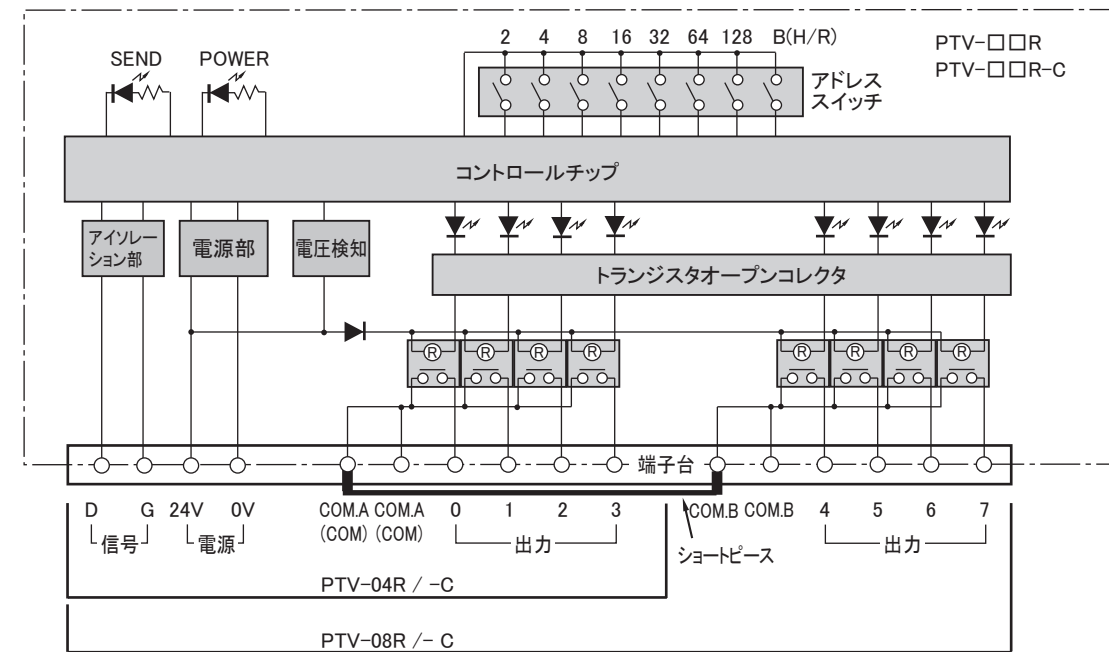 2 4 8 16 32 64 128 B(H/R)
PTV-□□R
PTV-□□R-C
SEND POWER
アドレス
スイッチ
コントロールチップ
アイソレー
ション部
電源部
電圧検知
トランジスタオープンコレクタ
R R R R R R R R
端子台
D G 24V 0V COM.A COM.A 0 1 2 3 COM.B COM.B 4 5 6 7
(COM) (COM)
信号 電源 出力 出力
ショートピース
PTV-04R / -C
PTV-08R /- C